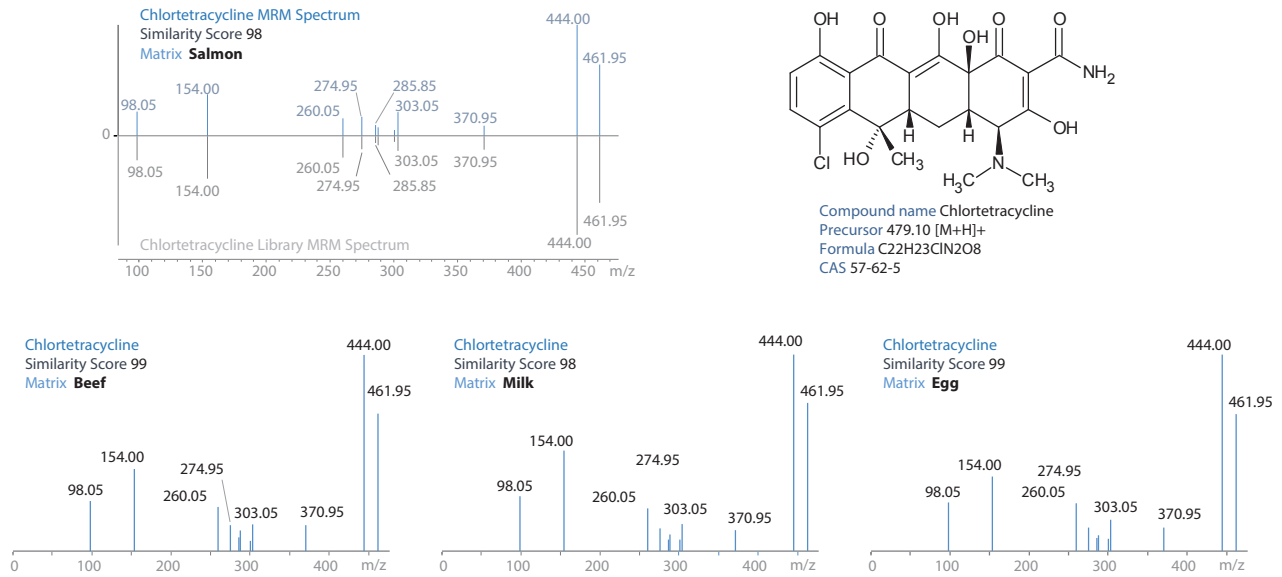 Chlortetracycline MRM Spectrum
Similarity Score 98
Matrix Salmon
444.00
461.95
274.95
285.85
154.00
98.05
260.05
303.05
370.95
0
98.05
154.00
260.05
274.95
285.85
303.05
370.95
461.95
444.00
Chlortetracycline Library MRM Spectrum
100 150 200 250 300 350 400 450 m/z
OH O OH OH O O
NH2
OH
H H
Cl HO CH3 N
H3C CH3
Compound name Chlortetracycline
Precursor 479.10 [M+H]+
Formula C22H23ClN2O8
CAS 57-62-5
Chlortetracycline
Similarity Score 99
Matrix Beef
444.00
461.95
154.00
274.95
98.05
260.05
303.05
370.95
0 100 200 300 400 m/z
Chlortetracycline
Similarity Score 98
Matrix Milk
444.00
461.95
154.00
274.95
98.05
260.05
303.05
370.95
0 100 200 300 400 m/z
Chlortetracycline
Similarity Score 99
Matrix Egg
444.00
461.95
154.00
274.95
98.05
260.05
303.05
370.95
0 100 200 300 400 m/z